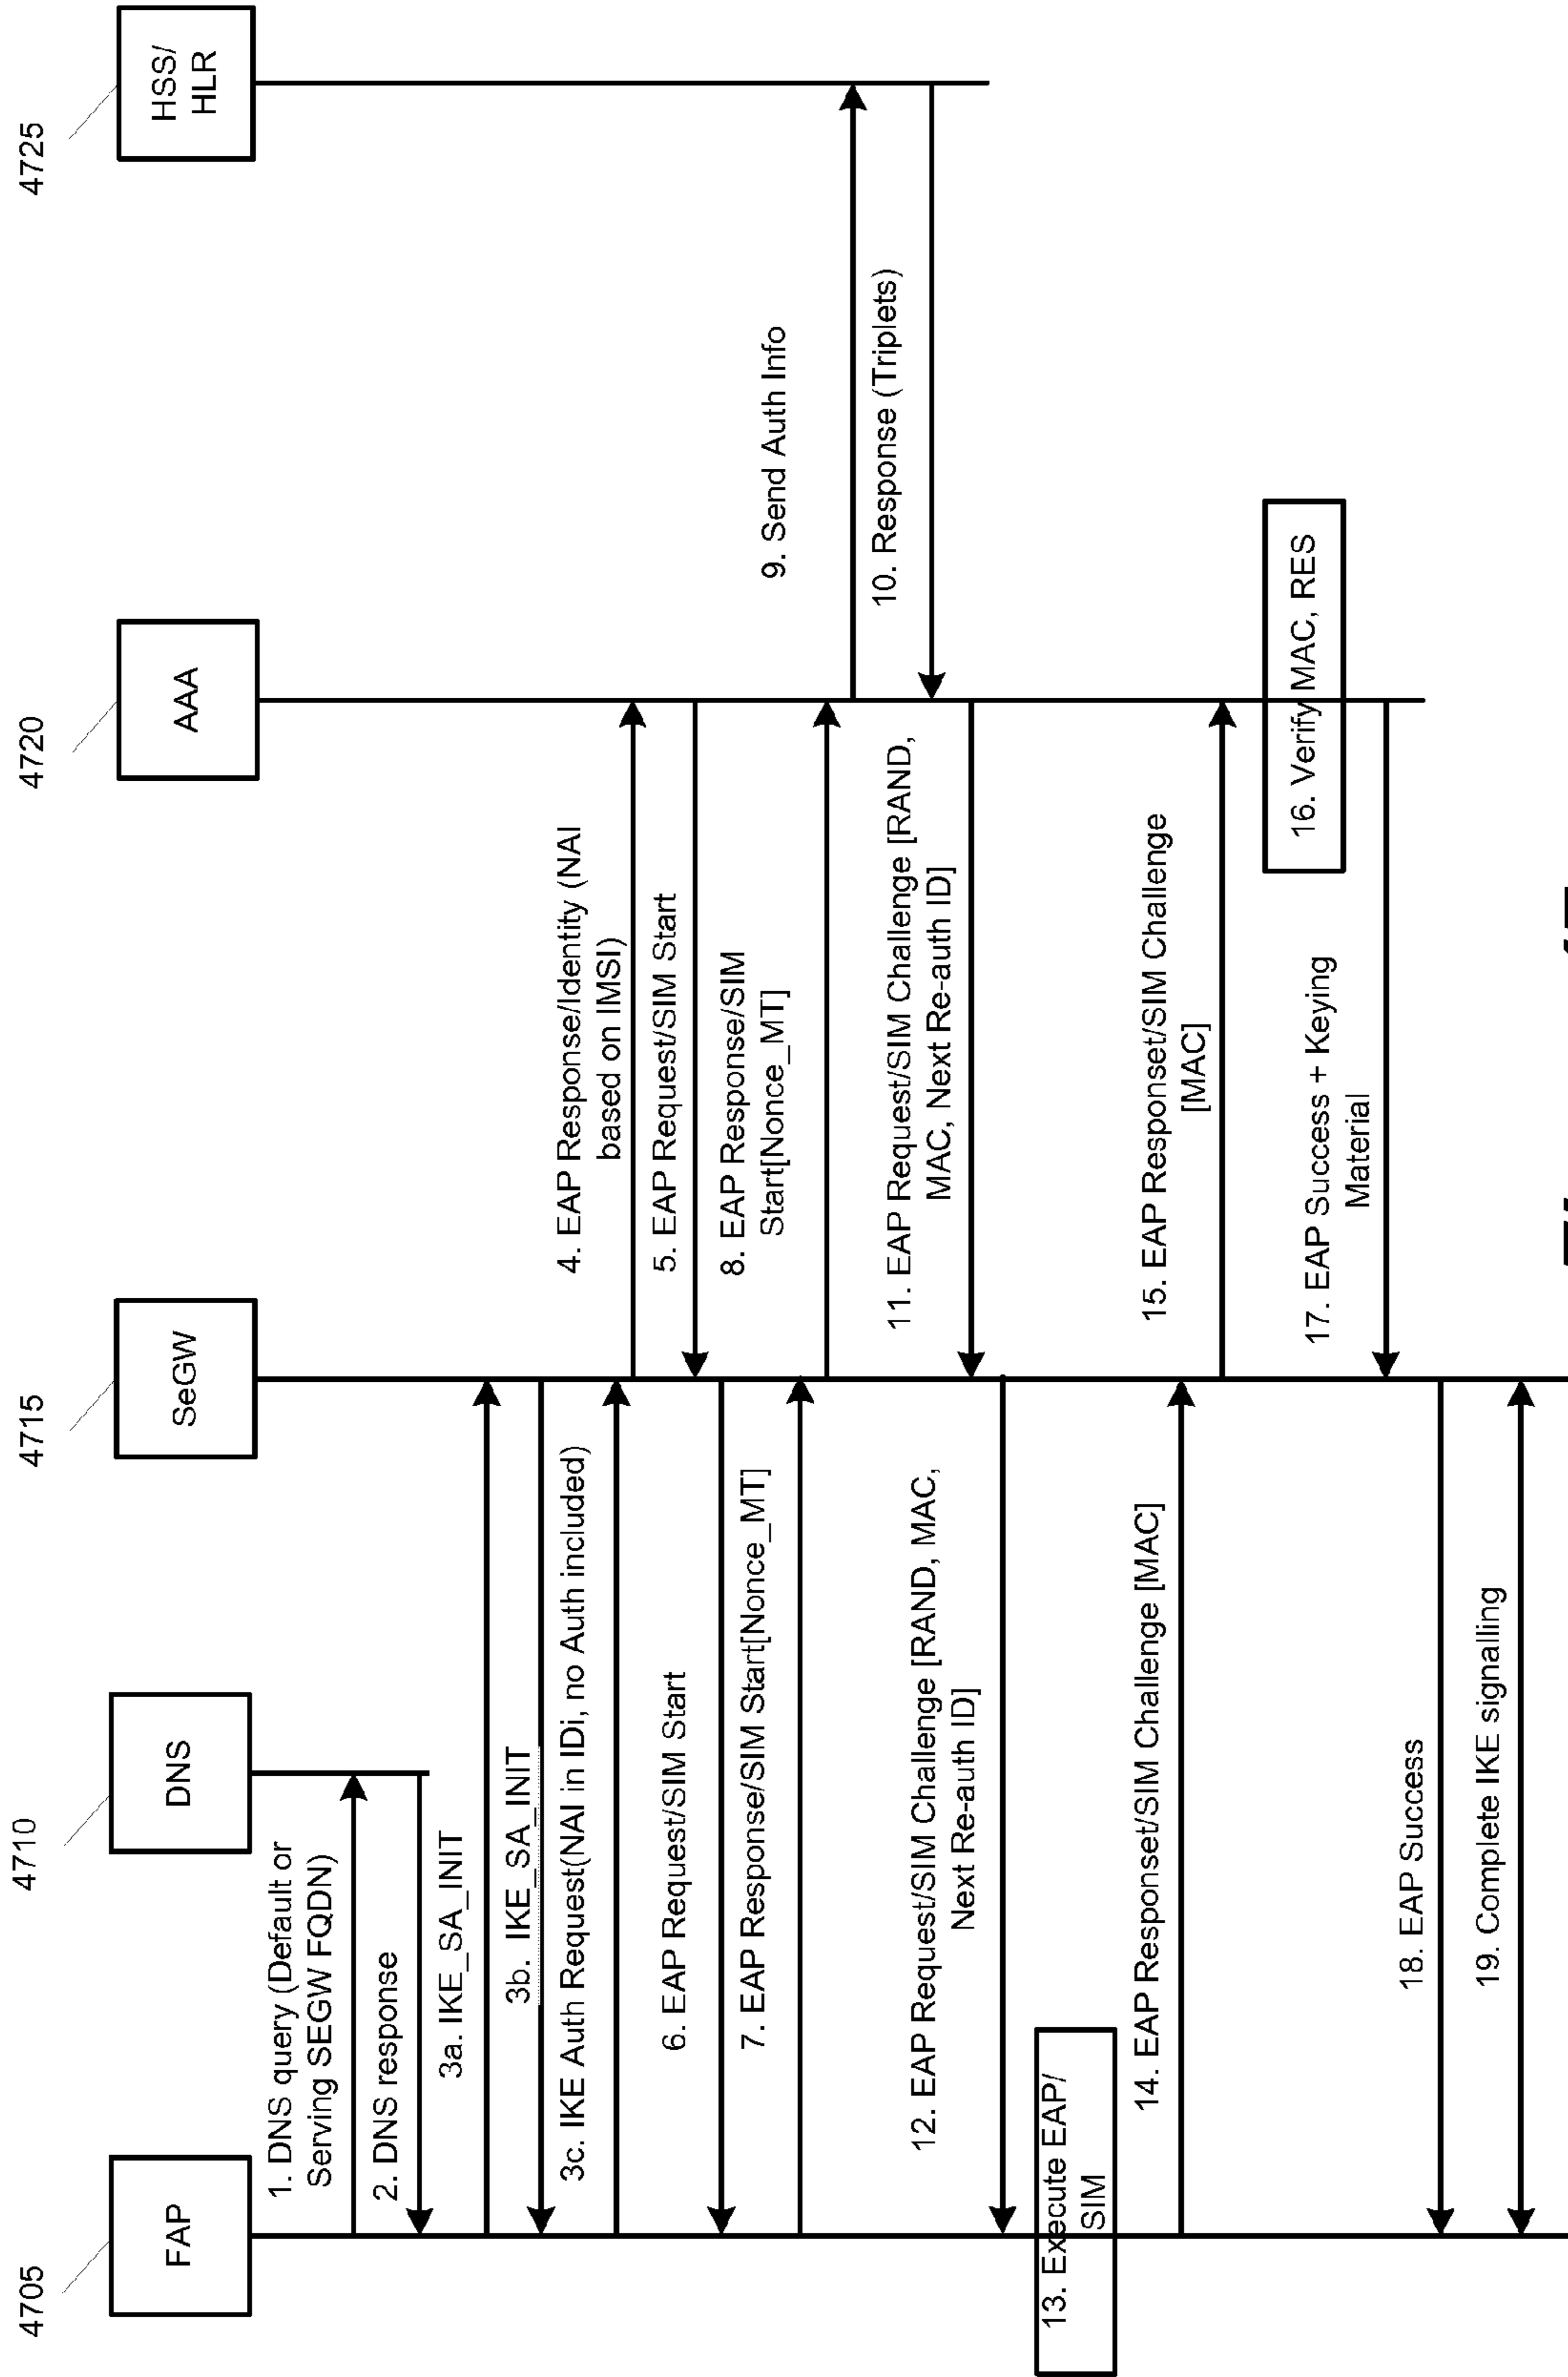 4705
4710
4715
4720
4725
FAP
DNS
SeGW
AAA
HSS/
HLR
1. DNS query (Default or
Serving SEGW FQDN)
2. DNS response
3a. IKE_SA_INIT
3b. IKE_SA_INIT
3c. IKE Auth Request(NAI in IDi, no Auth included)
4. EAP Response/Identity (NAI
based on IMSI)
5. EAP Request/SIM Start
6. EAP Request/SIM Start
7. EAP Response/SIM Start[Nonce_MT]
8. EAP Response/SIM
Start[Nonce_MT]
9. Send Auth Info
10. Response (Triplets)
11. EAP Request/SIM Challenge [RAND,
MAC, Next Re-auth ID]
12. EAP Request/SIM Challenge [RAND, MAC,
Next Re-auth ID]
13. Execute EAP/
SIM
14. EAP Responset/SIM Challenge [MAC]
15. EAP Responset/SIM Challenge
[MAC]
16. Verify MAC, RES
17. EAP Success + Keying
Material
18. EAP Success
19. Complete IKE signalling